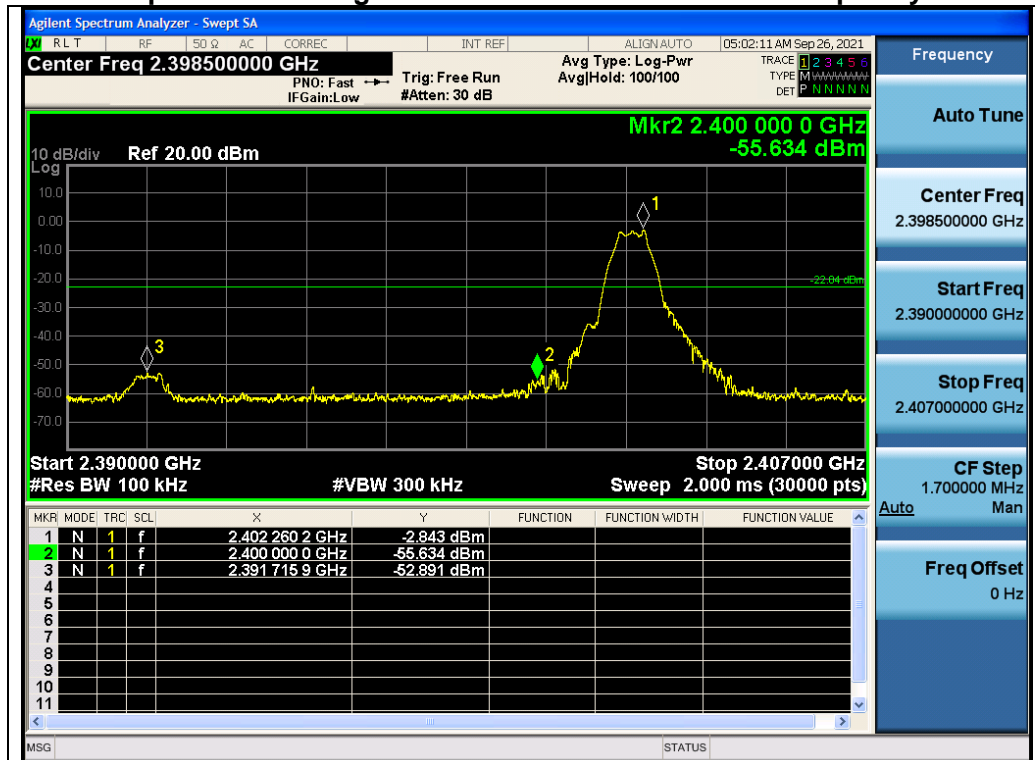 Agilent Spectrum Analyzer - Swept SA
LXI RLT RF 50 Ω AC CORREC INT REF ALIGN AUTO 05:02:11 AM Sep 26, 2021
Center Freq 2.398500000 GHz
PNO: Fast
IFGain:Low
Trig: Free Run
#Atten: 30 dB
Avg Type: Log-Pwr
Avg|Hold: 100/100
TRACE 1 2 3 4 5 6
TYPE M
DET P N N N N N
Mkr2 2.400 000 0 GHz
-55.634 dBm
10 dB/div Ref 20.00 dBm
Log
10.0
0.00
-10.0
-20.0
-30.0
-40.0
-50.0
-60.0
-70.0
1
-22.04 dBm
2
3
Start 2.390000 GHz Stop 2.407000 GHz
#Res BW 100 kHz #VBW 300 kHz Sweep 2.000 ms (30000 pts)
MKR MODE TRC SCL X Y FUNCTION FUNCTION WIDTH FUNCTION VALUE
1 N 1 f 2.402 260 2 GHz -2.843 dBm
2 N 1 f 2.400 000 0 GHz -55.634 dBm
3 N 1 f 2.391 715 9 GHz -52.891 dBm
4
5
6
7
8
9
10
11
MSG STATUS
Frequency
Auto Tune
Center Freq
2.398500000 GHz
Start Freq
2.390000000 GHz
Stop Freq
2.407000000 GHz
CF Step
1.700000 MHz
Auto Man
Freq Offset
0 Hz